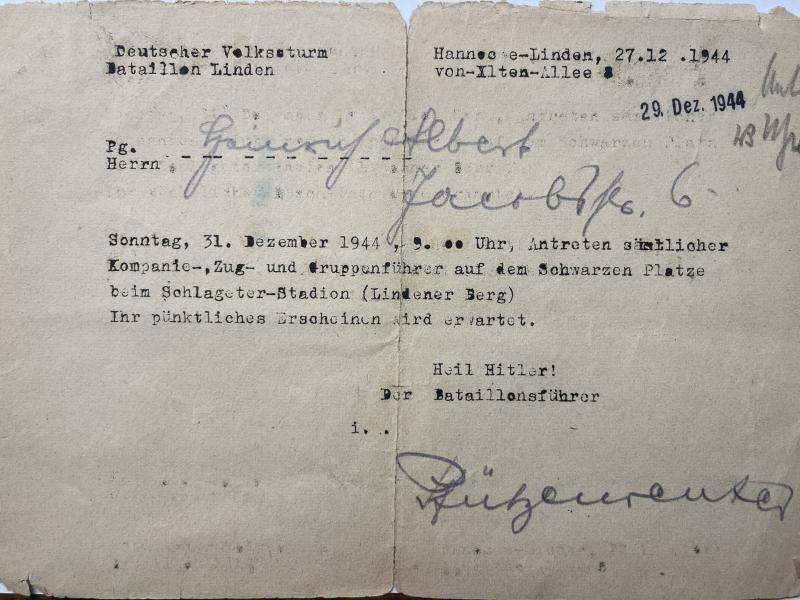 Deutscher Volkssturm
Bataillon Linden
Hannover-Linden, 27.12.1944
von-Alten-Allee 8
29. Dez. 1944
Pg.
Heinrich Albert
Herrn
Jacobsstr. 6
Sonntag, 31. Dezember 1944, 9.00 Uhr, Antreten sämtlicher
Kompanie-, Zug- und Gruppenführer auf dem Schwarzen Platze
beim Schlageter-Stadion (Lindener Berg)
Ihr pünktliches Erscheinen wird erwartet.
Heil Hitler!
Der Bataillonsführer
i.